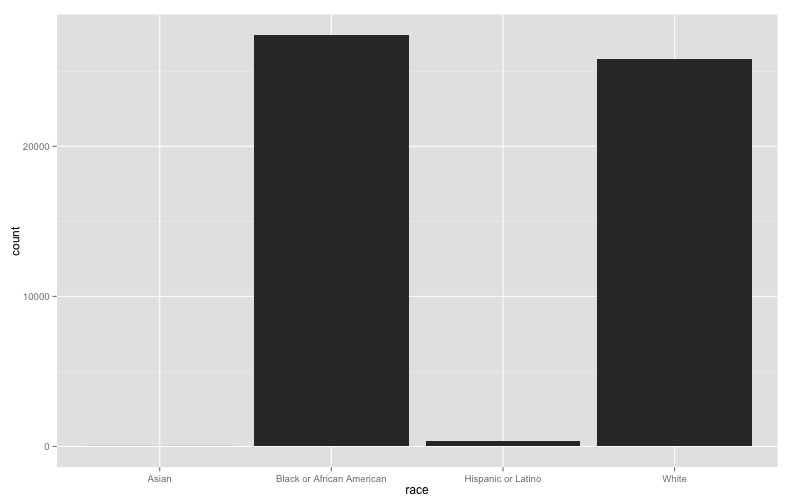 count
20000
10000
0
Asian
Black or African American
Hispanic or Latino
White
race